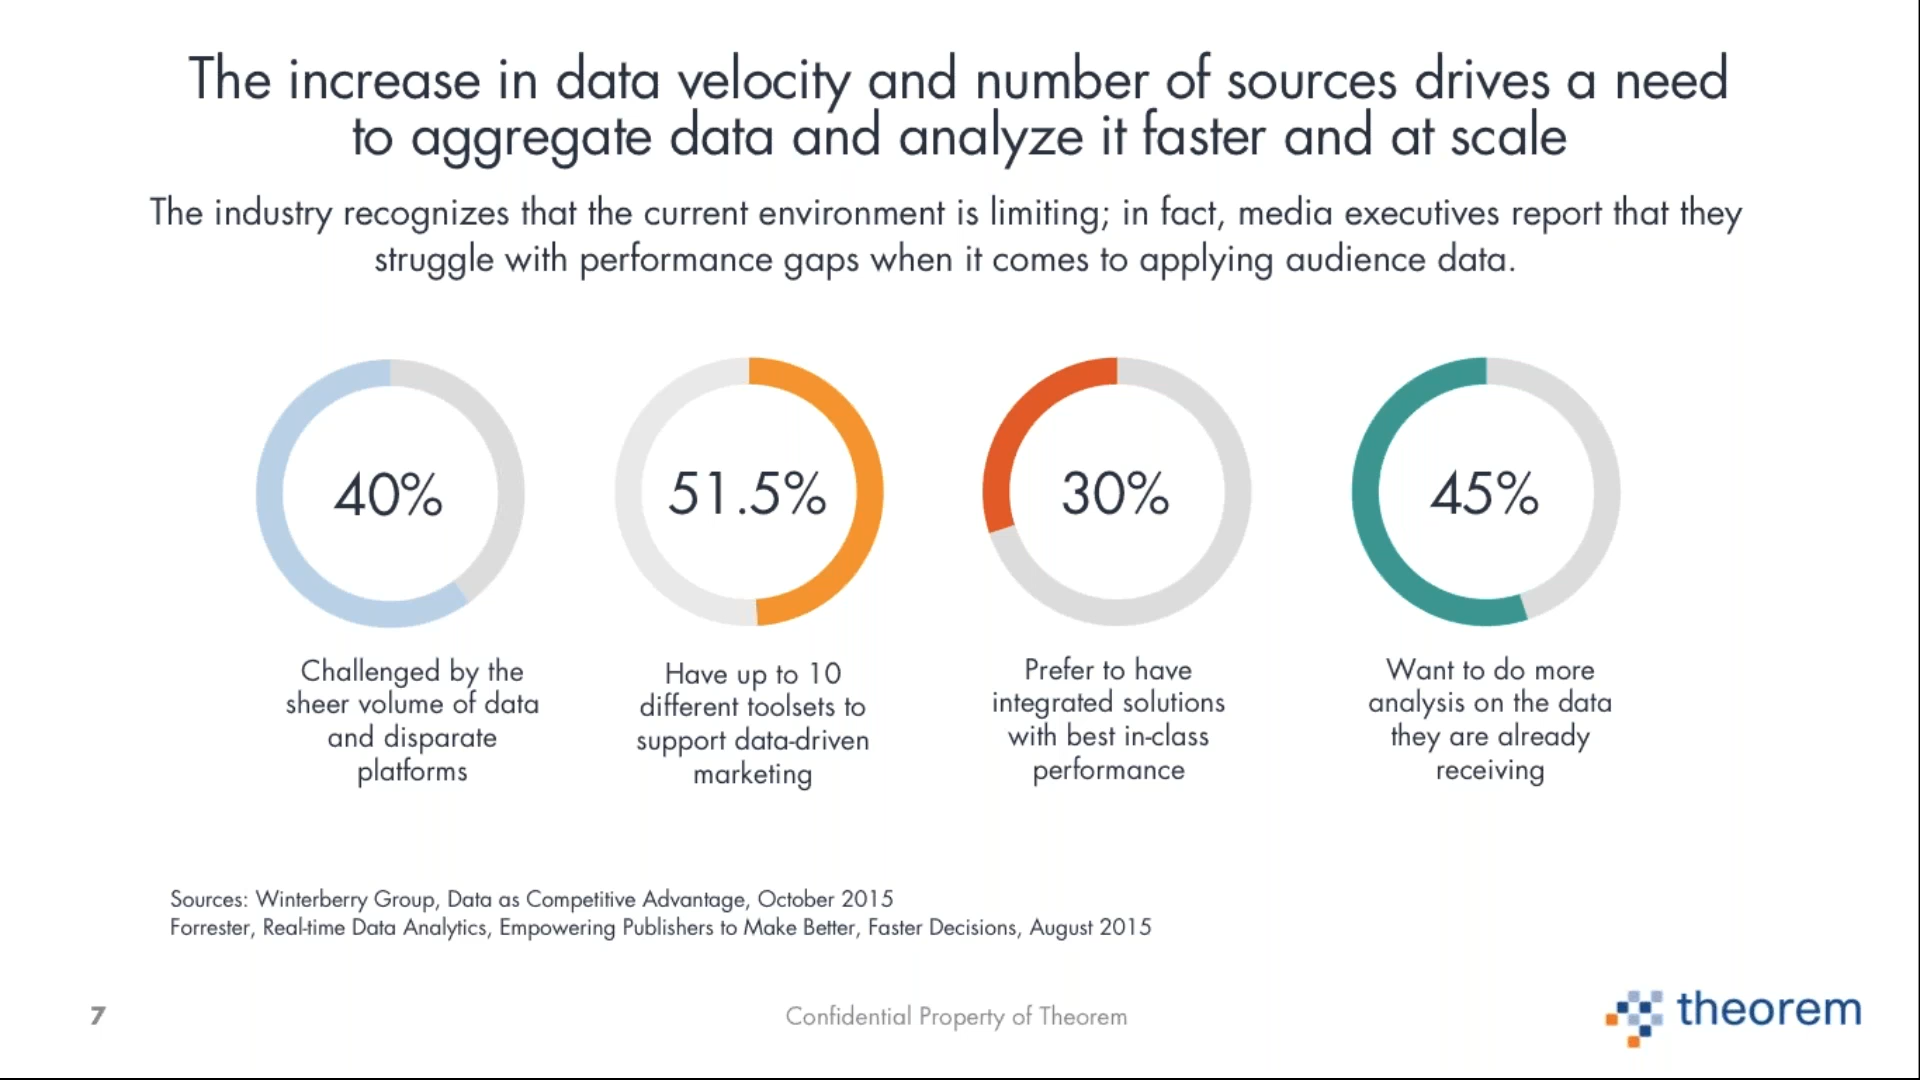 The increase in data velocity and number of sources drives a need
to aggregate data and analyze it faster and at scale
The industry recognizes that the current environment is limiting; in fact, media executives report that they
struggle with performance gaps when it comes to applying audience data.
40%
51.5%
30%
45%
Challenged by the
sheer volume of data
and disparate
platforms
Have up to 10
different toolsets to
support data-driven
marketing
Prefer to have
integrated solutions
with best in-class
performance
Want to do more
analysis on the data
they are already
receiving
Sources: Winterberry Group, Data as Competitive Advantage, October 2015
Forrester, Real-time Data Analytics, Empowering Publishers to Make Better, Faster Decisions, August 2015
7
Confidential Property of Theorem
theorem